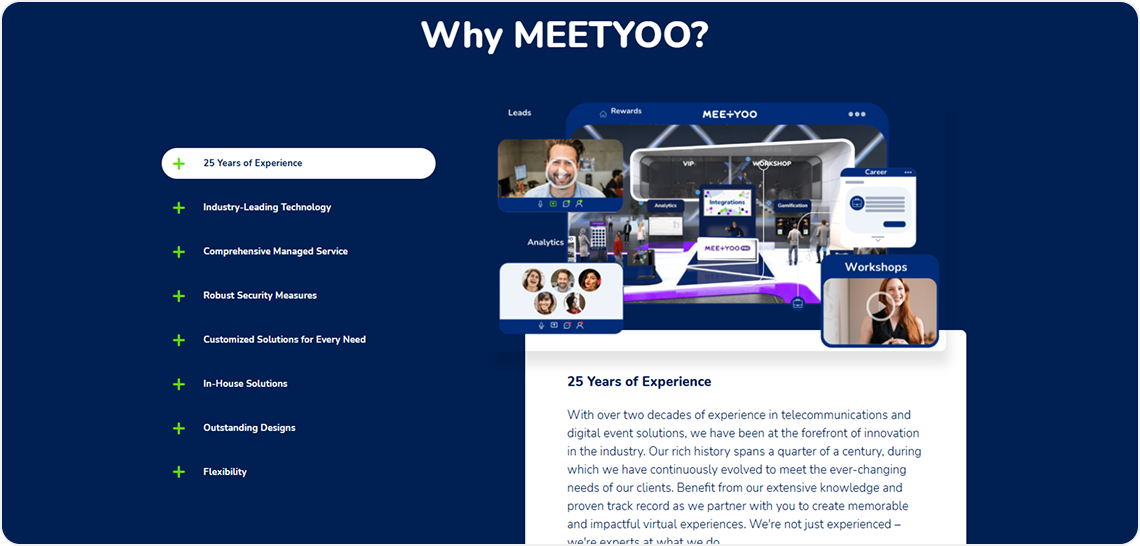 Why MEETYOO?
25 Years of Experience
Industry-Leading Technology
Comprehensive Managed Service
Robust Security Measures
Customized Solutions for Every Need
In-House Solutions
Outstanding Designs
Flexibility
Leads
Rewards
MEETYOO
VIP
WORKSHOP
Career
Analytics
Integrations
Gamification
Analytics
MEETYOO PRO
Workshops
25 Years of Experience
With over two decades of experience in telecommunications and
digital event solutions, we have been at the forefront of innovation
in the industry. Our rich history spans a quarter of a century, during
which we have continuously evolved to meet the ever-changing
needs of our clients. Benefit from our extensive knowledge and
proven track record as we partner with you to create memorable
and impactful virtual experiences. We're not just experienced –
we're experts at what we do.